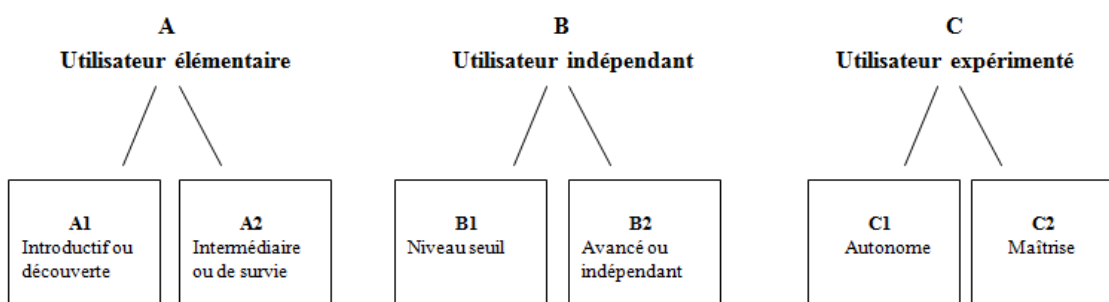 A
Utilisateur élémentaire
B
Utilisateur indépendant
C
Utilisateur expérimenté
A1
Introductif ou
découverte
A2
Intermédiaire
ou de survie
B1
Niveau seuil
B2
Avancé ou
indépendant
C1
Autonome
C2
Maîtrise